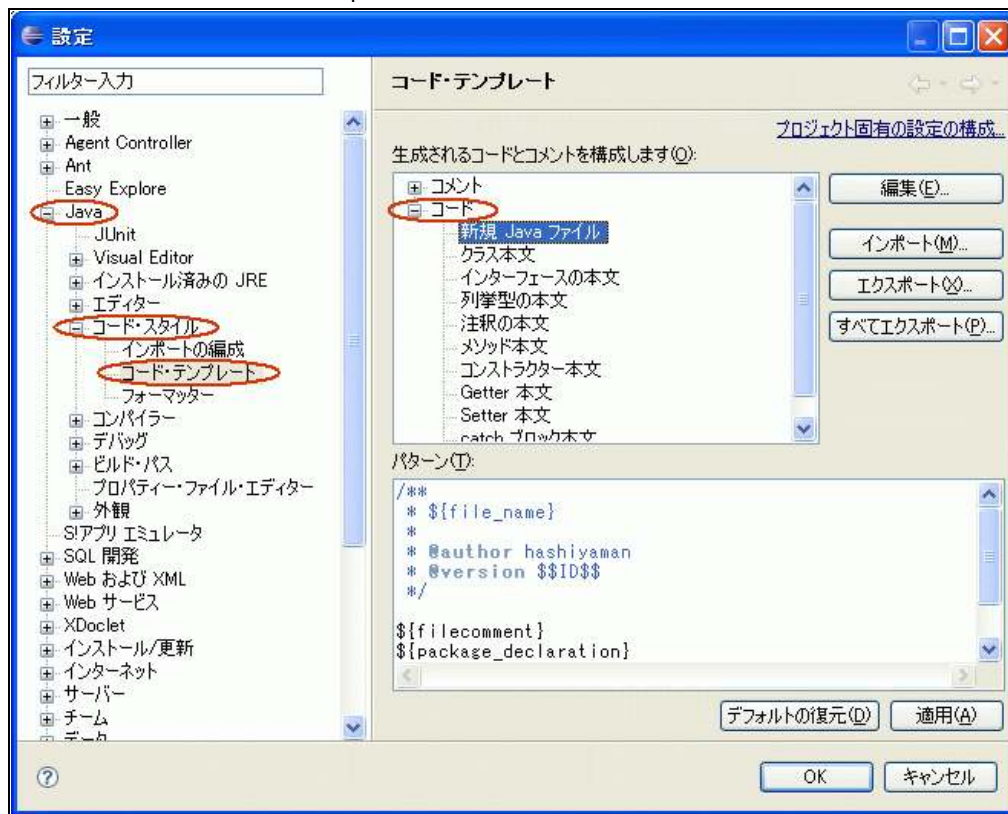 設定
フィルター入力
一般
Agent Controller
Ant
Easy Explore
Java
JUnit
Visual Editor
インストール済みの JRE
エディター
コード・スタイル
インポートの編成
コード・テンプレート
フォーマッター
コンパイラー
デバッグ
ビルド・パス
プロパティー・ファイル・エディター
外観
S!アプリ エミュレータ
SQL 開発
Web および XML
Web サービス
XDoclet
インストール/更新
インターネット
サーバー
チーム
データ
コード・テンプレート
プロジェクト固有の設定の構成...
生成されるコードとコメントを構成します(O):
コメント
コード
新規 Java ファイル
クラス本文
インターフェースの本文
列挙型の本文
注釈の本文
メソッド本文
コンストラクター本文
Getter 本文
Setter 本文
catch ブロック本文
編集(E)...
インポート(M)...
エクスポート(X)...
すべてエクスポート(P)...
パターン(T):
/**
 * ${file_name}
 *
 * @author hashiyaman
 * @version $$ID$$
 */
${filecomment}
${package_declaration}
デフォルトの復元(D)
適用(A)
OK
キャンセル